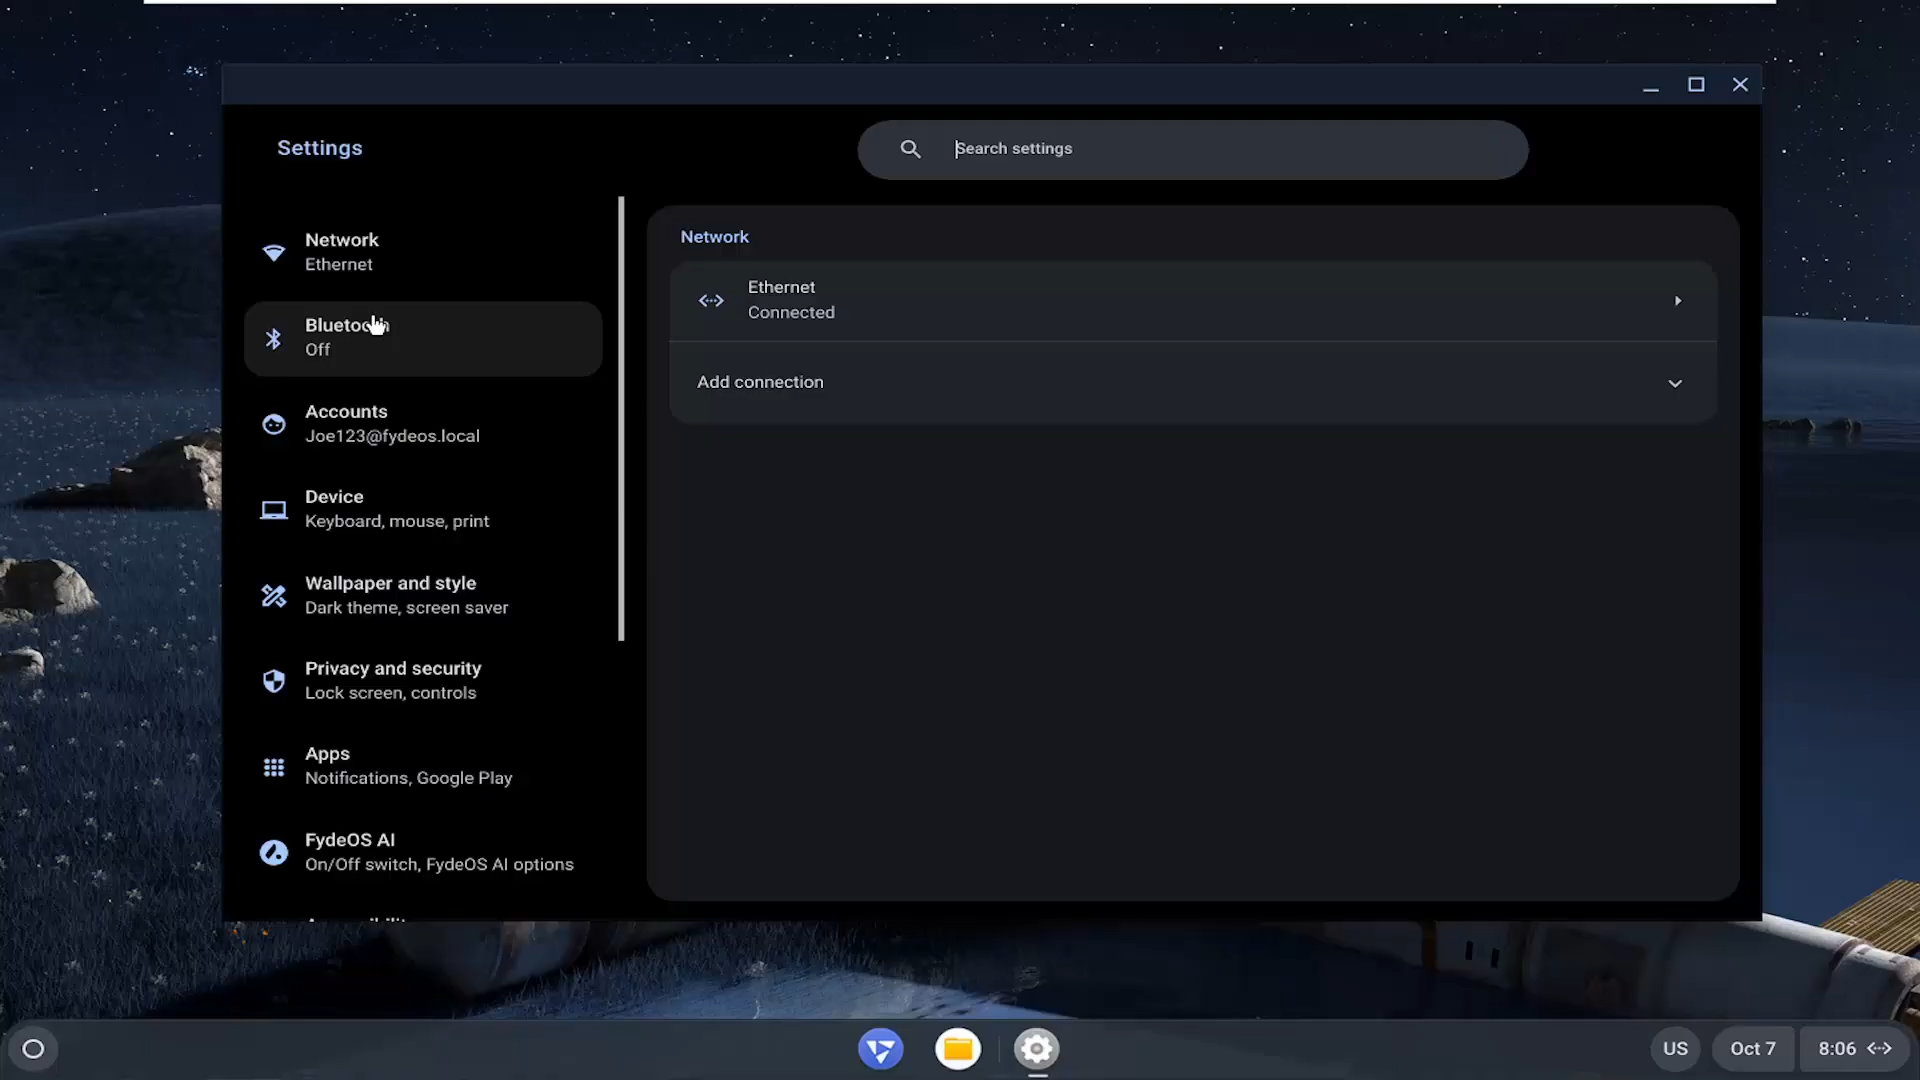 Settings
Search settings
Network
Ethernet
Bluetooth
Off
Accounts
Joe123@fydeos.local
Device
Keyboard, mouse, print
Wallpaper and style
Dark theme, screen saver
Privacy and security
Lock screen, controls
Apps
Notifications, Google Play
FydeOS AI
On/Off switch, FydeOS AI options
Network
Ethernet
Connected
Add connection
US
Oct 7
8:06